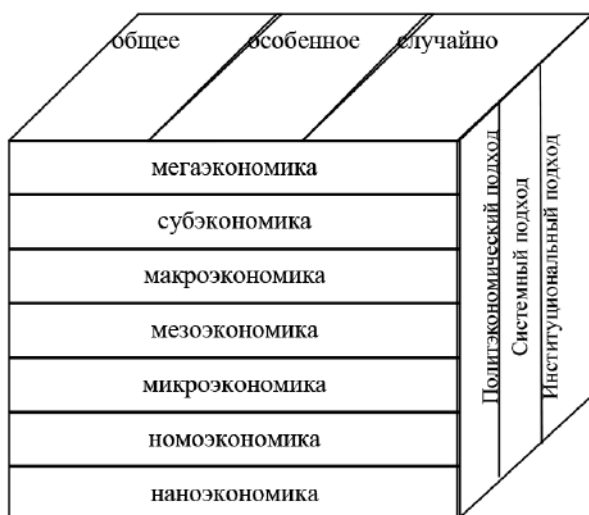 общее особенное случайно
мегаэкономика
субэкономика
макроэкономика
мезоэкономика
микроэкономика
номоэкономика
наноэкономика
Политэкономический подход
Системный подход
Институциональный подход